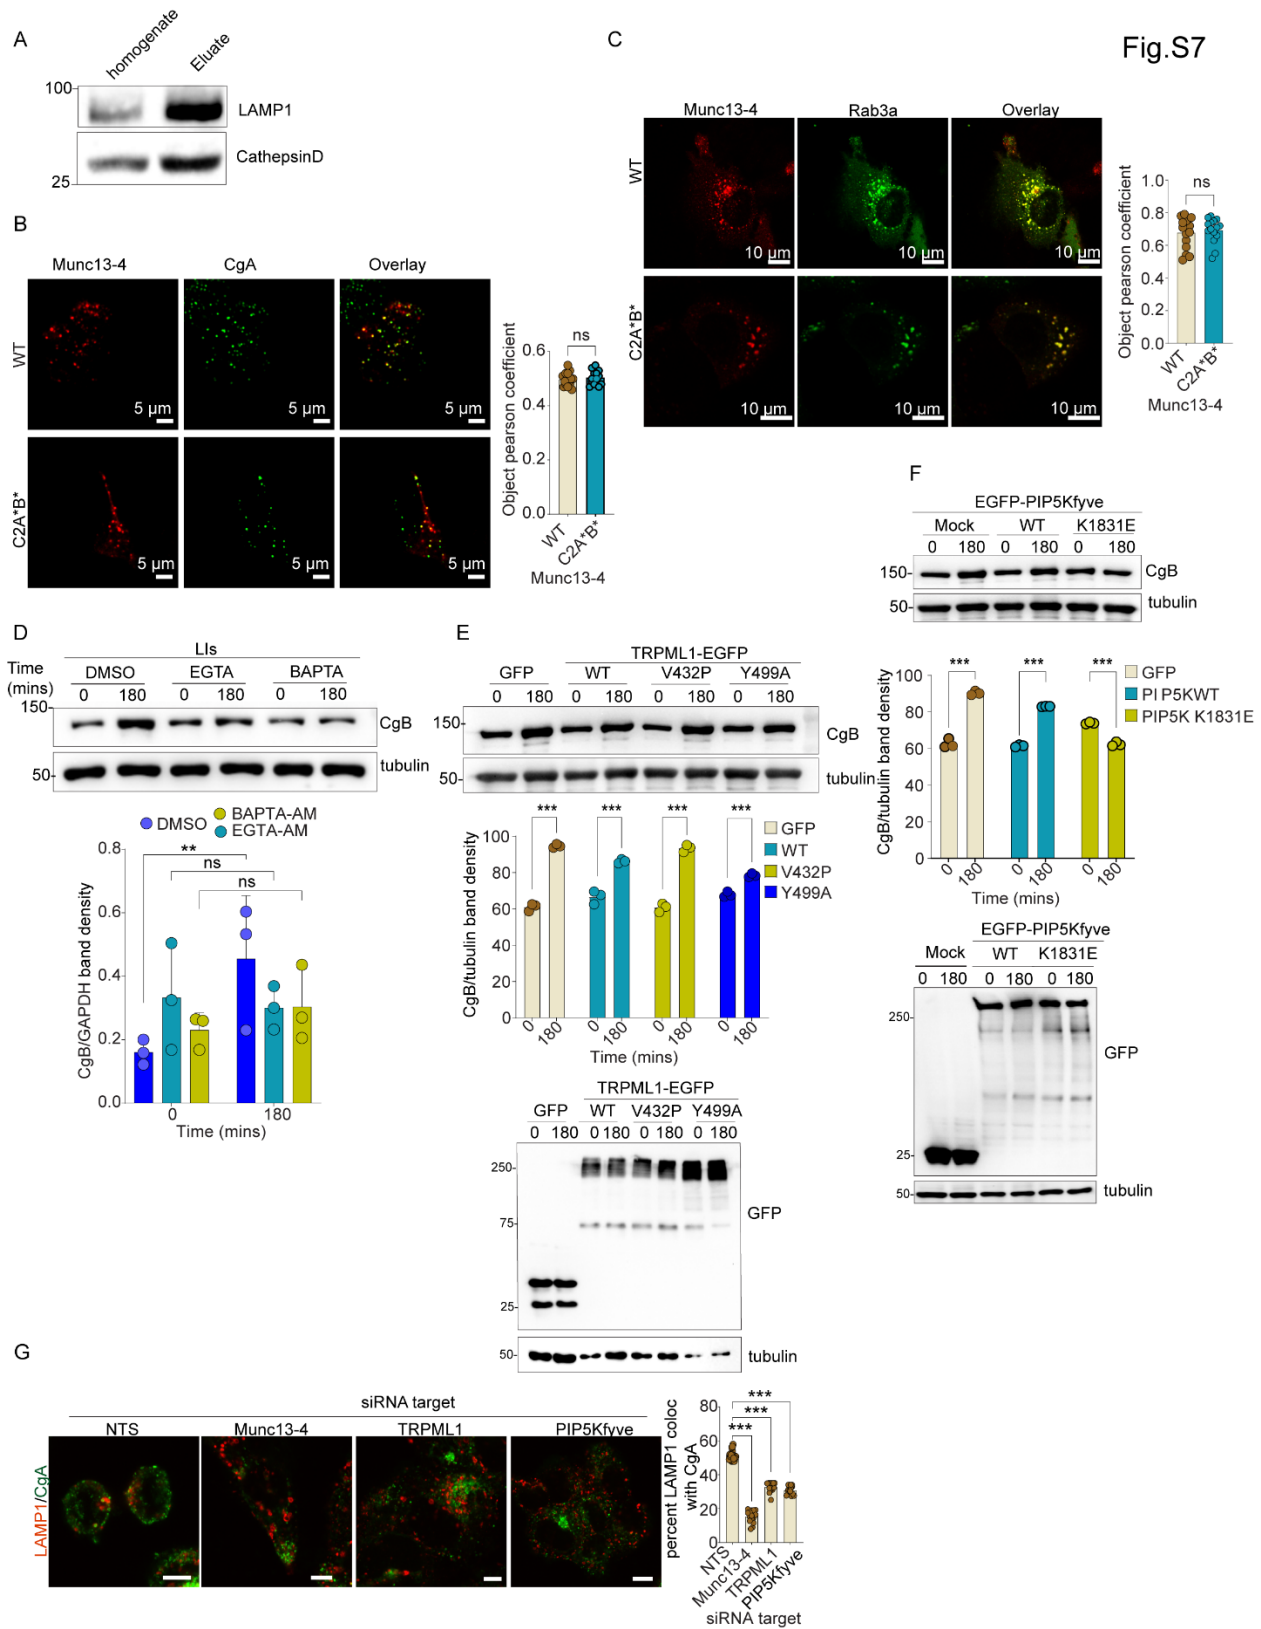 Fig.S7
A
homogenate
Eluate
100
LAMP1
CathepsinD
25
B
Munc13-4
CgA
Overlay
WT
5 µm
5 µm
5 µm
C2A*B*
5 µm
5 µm
5 µm
Object pearson coefficient
0.6
0.4
0.2
0.0
ns
WT
C2A*B*
Munc13-4
C
Munc13-4
Rab3a
Overlay
WT
10 µm
10 µm
10 µm
C2A*B*
10 µm
10 µm
10 µm
Object pearson coefficient
1.0
0.8
0.6
0.4
0.2
0.0
ns
WT
C2A*B*
Munc13-4
D
LIs
Time
(mins)
DMSO
EGTA
BAPTA
0 180 0 180 0 180
150
CgB
50
tubulin
DMSO
BAPTA-AM
EGTA-AM
CgB/GAPDH band density
0.8
0.6
0.4
0.2
0.0
**
ns
ns
0
180
Time (mins)
E
TRPML1-EGFP
GFP
WT
V432P
Y499A
0 180 0 180 0 180 0 180
150
CgB
50
tubulin
CgB/tubulin band density
100
80
60
40
20
0
***
***
***
***
GFP
WT
V432P
Y499A
0 180 0 180 0 180 0 180
Time (mins)
TRPML1-EGFP
GFP
WT
V432P
Y499A
0 180 0 180 0 180 0 180
250
75
25
GFP
50
tubulin
F
EGFP-PIP5Kfyve
Mock
WT
K1831E
0 180 0 180 0 180
150
CgB
50
tubulin
CgB/tubulin band density
100
80
60
40
20
0
***
***
***
GFP
PI P5KWT
PIP5K K1831E
0 180 0 180 0 180
Time (mins)
EGFP-PIP5Kfyve
Mock
WT
K1831E
0 180 0 180 0 180
250
25
GFP
50
tubulin
G
siRNA target
NTS
Munc13-4
TRPML1
PIP5Kfyve
LAMP1/CgA
percent LAMP1 coloc
with CgA
80
60
40
20
0
***
***
***
NTS
Munc13-4
TRPML1
PIP5Kfyve
siRNA target